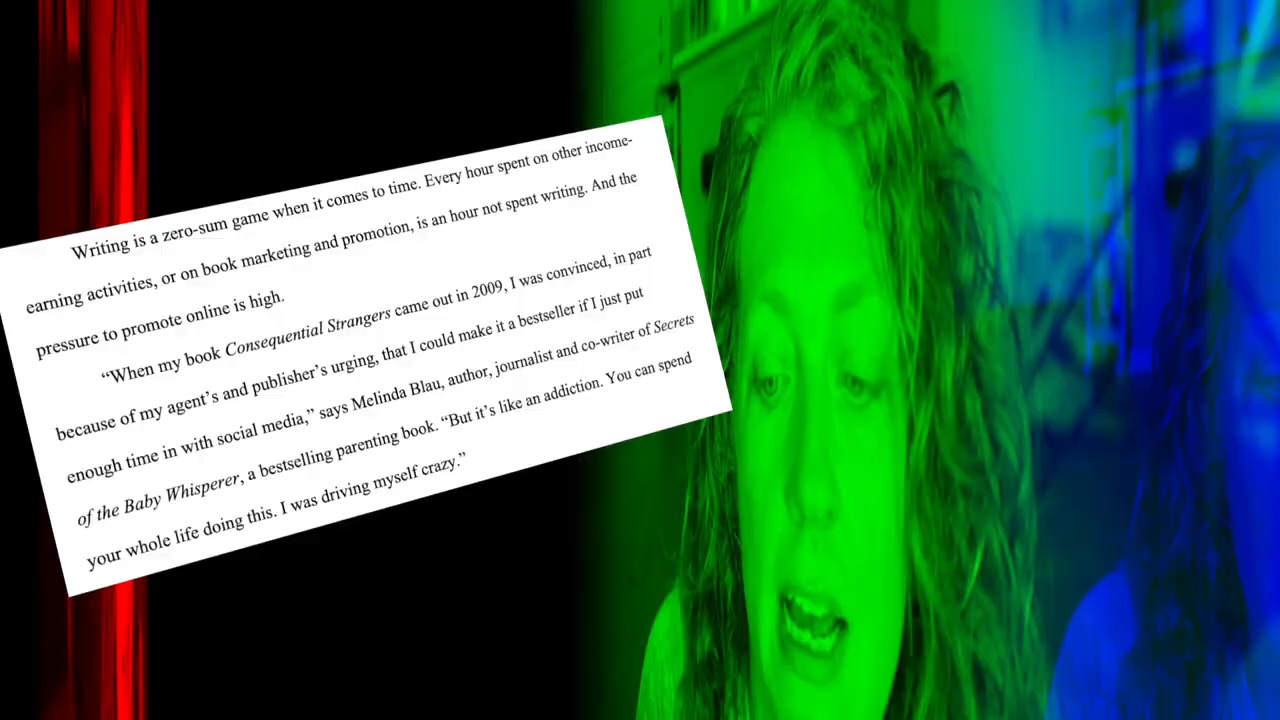 Writing is a zero-sum game when it comes to time. Every hour spent on other income-
earning activities, or on book marketing and promotion, is an hour not spent writing. And the
pressure to promote online is high.
“When my book Consequential Strangers came out in 2009, I was convinced, in part
because of my agent’s and publisher’s urging, that I could make it a bestseller if I just put
enough time in with social media,” says Melinda Blau, author, journalist and co-writer of Secrets
of the Baby Whisperer, a bestselling parenting book. “But it’s like an addiction. You can spend
your whole life doing this. I was driving myself crazy.”